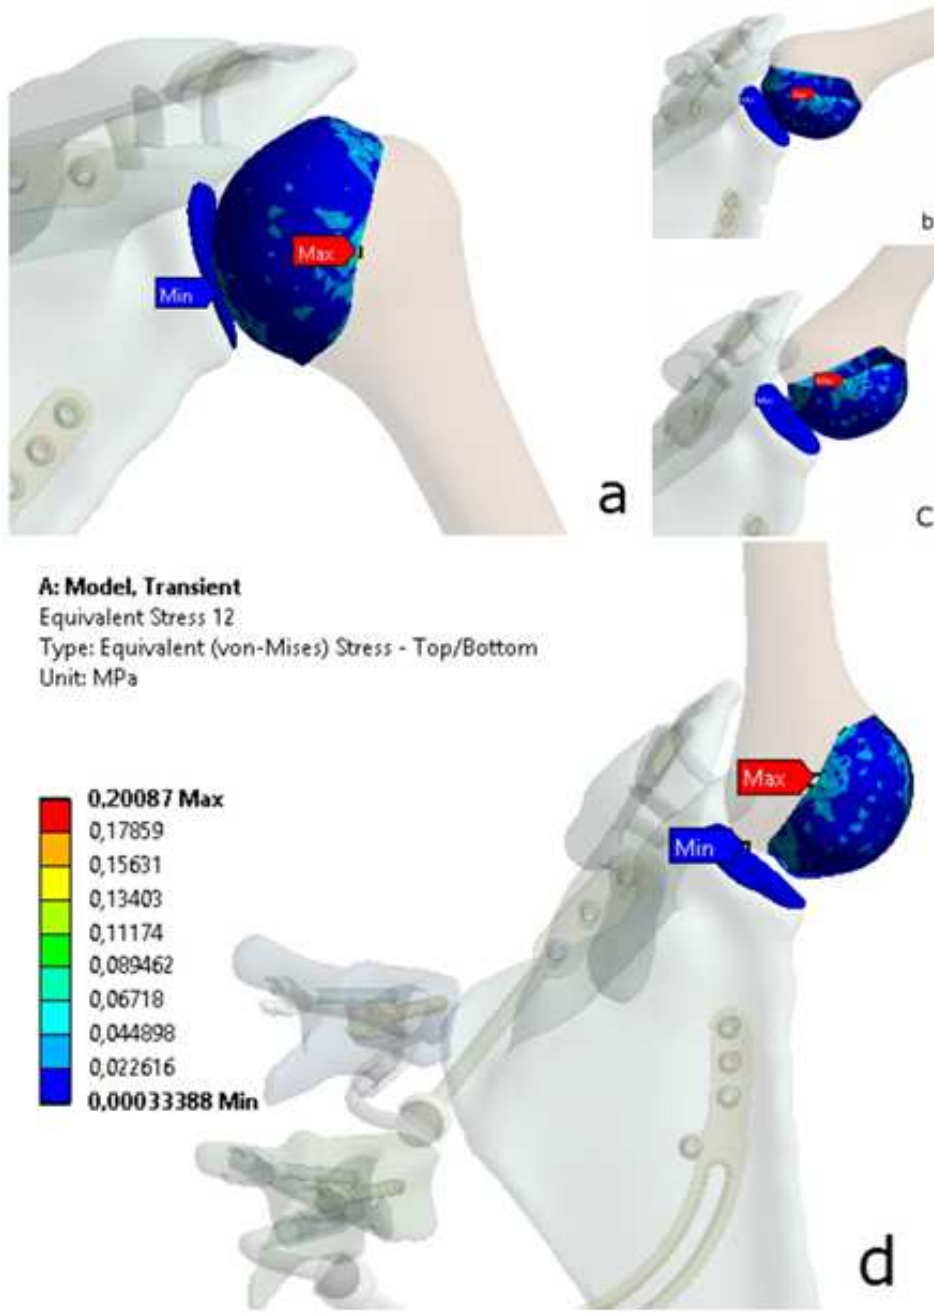 Max
Min
a
b
Min
c
A: Model, Transient
Equivalent Stress 12
Type: Equivalent (von-Mises) Stress - Top/Bottom
Unit: MPa
0,20087 Max
0,17859
0,15631
0,13403
0,11174
0,089462
0,06718
0,044898
0,022616
0,00033388 Min
Max
Min
d